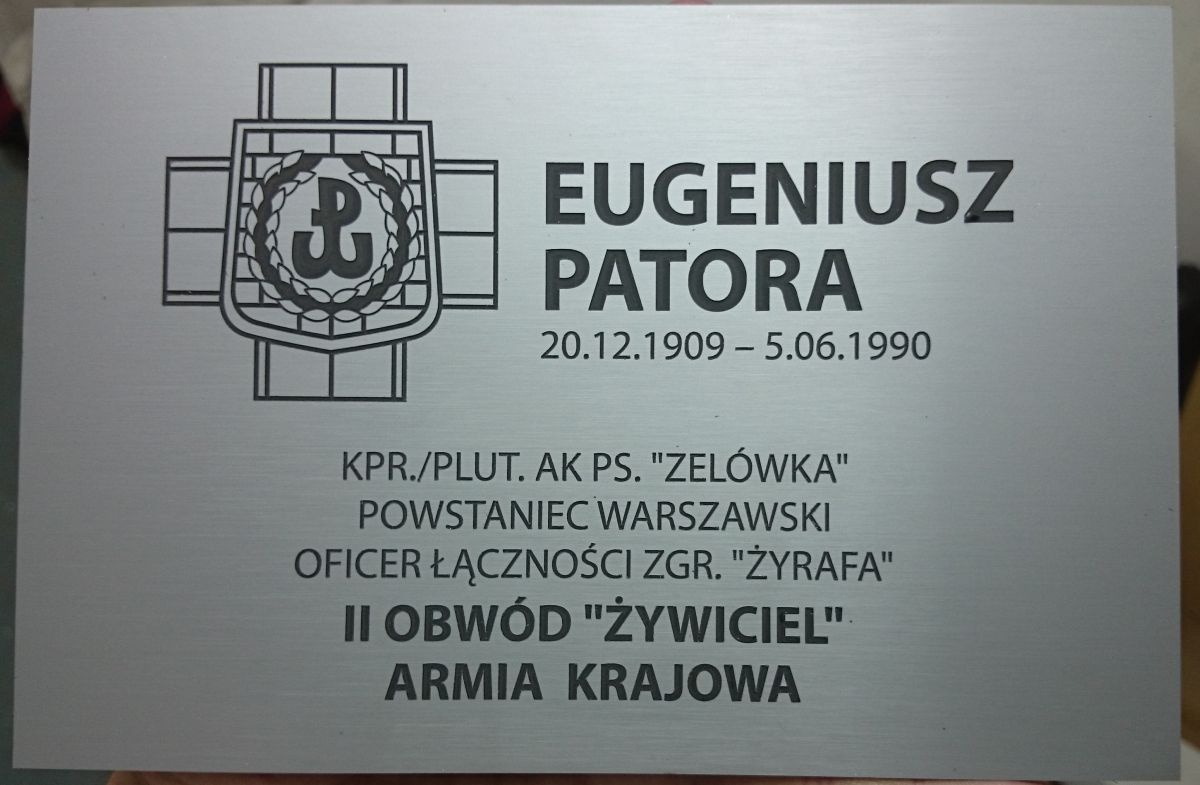 EUGENIUSZ
PATORA
20.12.1909 – 5.06.1990
KPR./PLUT. AK PS. "ZELÓWKA"
POWSTANIEC WARSZAWSKI
OFICER ŁĄCZNOŚCI ZGR. "ŻYRAFA"
II OBWÓD "ŻYWICIEL"
ARMIA KRAJOWA